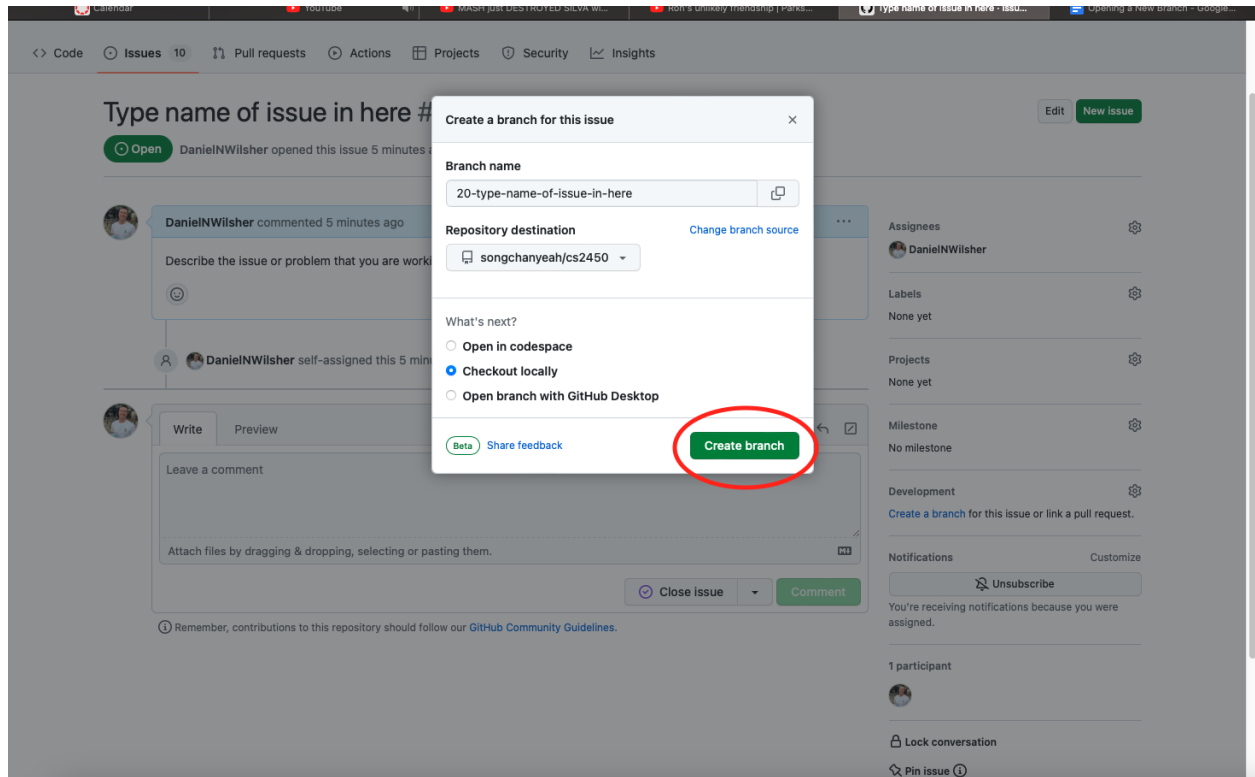 Calendar
YouTube
MASH just DESTROYED SILVA wi...
Ron's unlikely friendship | Parks...
Type name of issue in here · Issu...
Opening a New Branch - Google...
<> Code
Issues 10
Pull requests
Actions
Projects
Security
Insights
Type name of issue in here #
Edit
New issue
Open
DanielNWilsher opened this issue 5 minutes a
Create a branch for this issue
Branch name
20-type-name-of-issue-in-here
Repository destination
Change branch source
songchanyeah/cs2450
What's next?
Open in codespace
Checkout locally
Open branch with GitHub Desktop
Beta
Share feedback
Create branch
DanielNWilsher commented 5 minutes ago
Describe the issue or problem that you are worki
DanielNWilsher self-assigned this 5 min
Write
Preview
Leave a comment
Attach files by dragging & dropping, selecting or pasting them.
Close issue
Comment
Remember, contributions to this repository should follow our GitHub Community Guidelines.
Assignees
DanielNWilsher
Labels
None yet
Projects
None yet
Milestone
No milestone
Development
Create a branch for this issue or link a pull request.
Notifications
Customize
Unsubscribe
You're receiving notifications because you were
assigned.
1 participant
Lock conversation
Pin issue